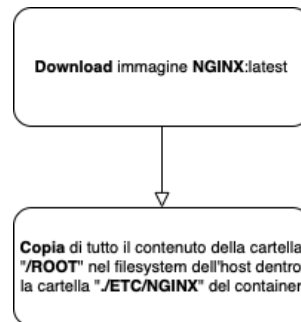 Download immagine NGINX:latest
Copia di tutto il contenuto della cartella
"/ROOT" nel filesystem dell'host dentro
la cartella "./ETC/NGINX" del container